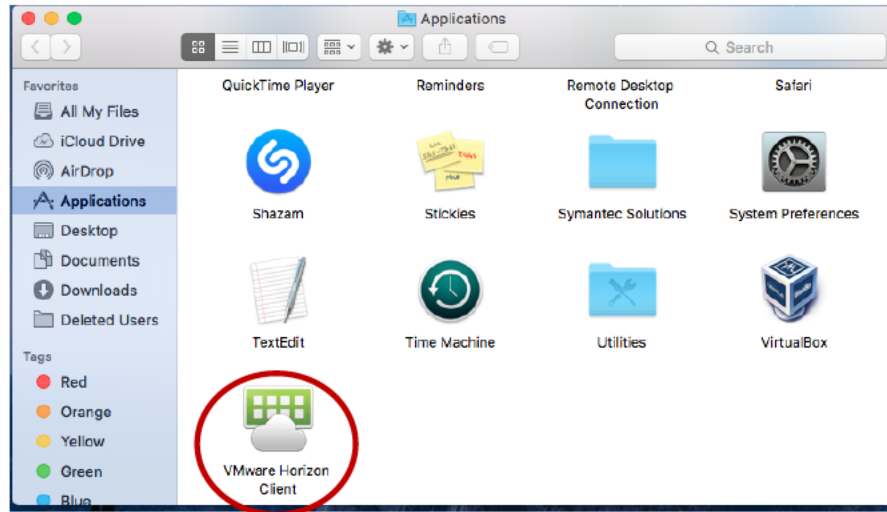 Applications
Search
Favorites
All My Files
iCloud Drive
AirDrop
Applications
Desktop
Documents
Downloads
Deleted Users
Tags
Red
Orange
Yellow
Green
Blue
QuickTime Player
Reminders
Remote Desktop
Connection
Safari
Shazam
Stickies
Symantec Solutions
System Preferences
TextEdit
Time Machine
Utilities
VirtualBox
VMware Horizon
Client